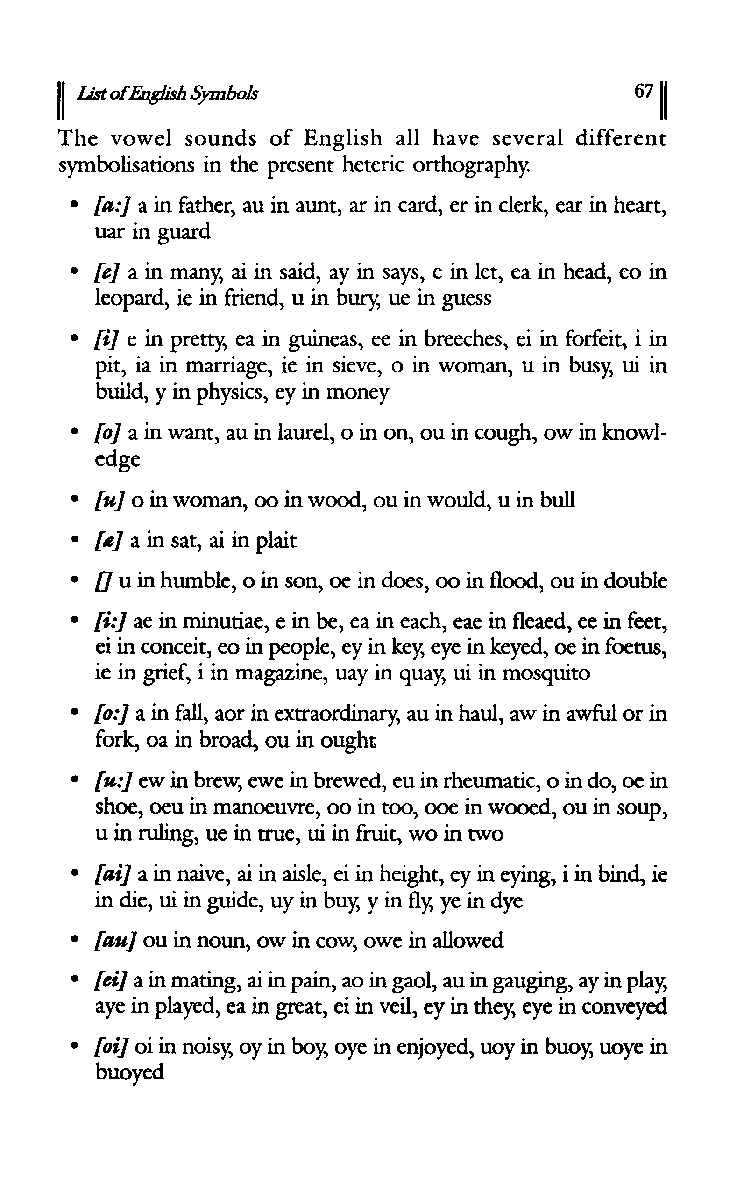 List of English Symbols 67
The vowel sounds of English all have several different
symbolisations in the present heteric orthography.
• [a:] a in father, au in aunt, ar in card, er in clerk, ear in heart,
uar in guard
• [e] a in many, ai in said, ay in says, e in let, ea in head, eo in
leopard, ie in friend, u in bury, ue in guess
• [i] e in pretty, ea in guineas, ee in breeches, ei in forfeit, i in
pit, ia in marriage, ie in sieve, o in woman, u in busy, ui in
build, y in physics, ey in money
• [o] a in want, au in laurel, o in on, ou in cough, ow in knowl-
edge
• [u] o in woman, oo in wood, ou in would, u in bull
• [æ] a in sat, ai in plait
• [] u in humble, o in son, oe in does, oo in flood, ou in double
• [i:] ae in minutiae, e in be, ea in each, eae in fleaed, ee in feet,
ei in conceit, eo in people, ey in key, eye in keyed, oe in foetus,
ie in grief, i in magazine, uay in quay, ui in mosquito
• [o:] a in fall, aor in extraordinary, au in haul, aw in awful or in
fork, oa in broad, ou in ought
• [u:] ew in brew, ewe in brewed, eu in rheumatic, o in do, oe in
shoe, oeu in manoeuvre, oo in too, ooe in wooed, ou in soup,
u in ruling, ue in true, ui in fruit, wo in two
• [ai] a in naive, ai in aisle, ei in height, ey in eying, i in bind, ie
in die, ui in guide, uy in buy, y in fly, ye in dye
• [au] ou in noun, ow in cow, owe in allowed
• [ei] a in mating, ai in pain, ao in gaol, au in gauging, ay in play,
aye in played, ea in great, ei in veil, ey in they, eye in conveyed
• [oi] oi in noisy, oy in boy, oye in enjoyed, uoy in buoy, uoye in
buoyed